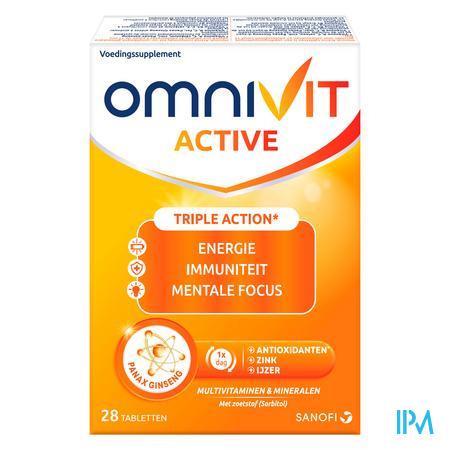 Voedingssupplement
OMNIVIT
ACTIVE
TRIPLE ACTION*
ENERGIE
IMMUNITEIT
MENTALE FOCUS
PANAX GINSENG
1x
dag
+ ANTIOXIDANTEN*
+ ZINK
+ IJZER
MULTIVITAMINEN & MINERALEN
Met zoetstof (Sorbitol)
28 TABLETTEN
SANOFI
IPM